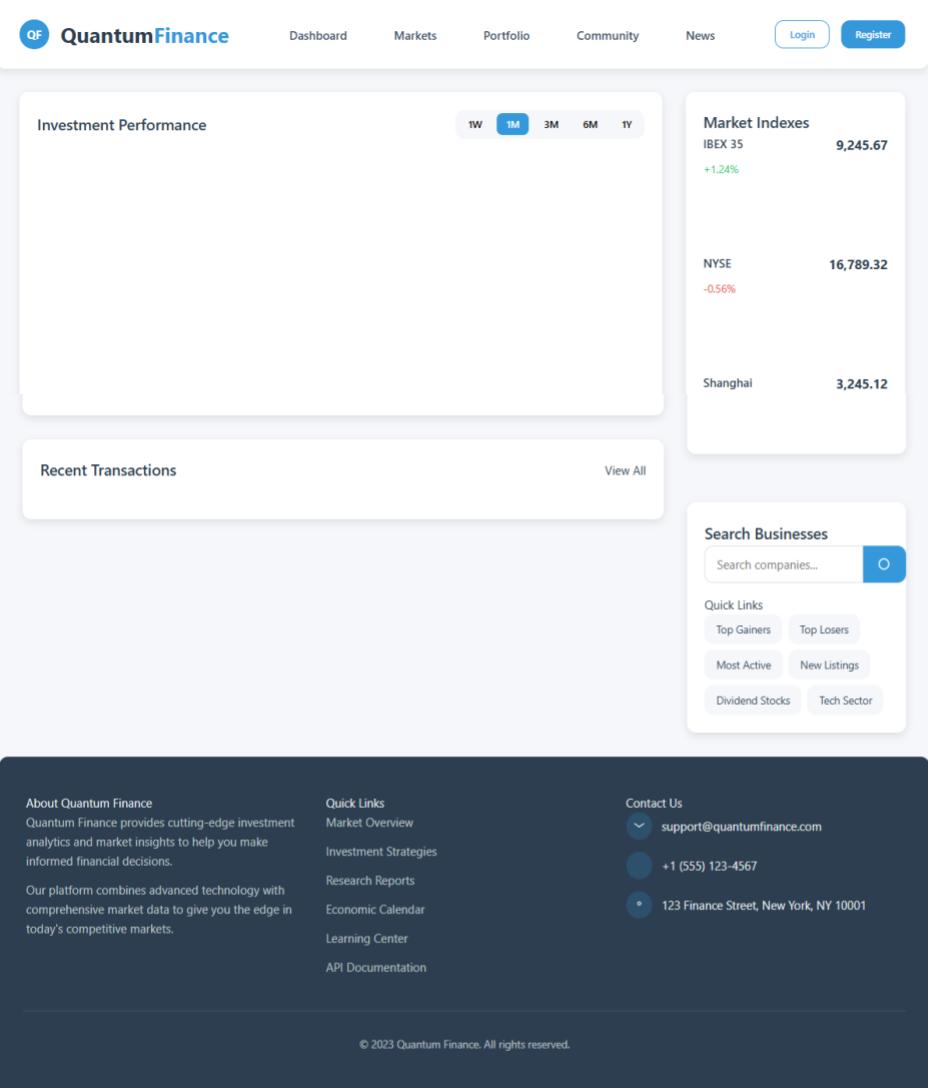 QF QuantumFinance Dashboard Markets Portfolio Community News Login Register
Investment Performance 1W 1M 3M 6M 1Y
Market Indexes
IBEX 35 9,245.67
+1.24%
NYSE 16,789.32
-0.56%
Shanghai 3,245.12
Recent Transactions View All
Search Businesses
Search companies...
Quick Links
Top Gainers Top Losers
Most Active New Listings
Dividend Stocks Tech Sector
About Quantum Finance
Quantum Finance provides cutting-edge investment
analytics and market insights to help you make
informed financial decisions.
Our platform combines advanced technology with
comprehensive market data to give you the edge in
today's competitive markets.
Quick Links
Market Overview
Investment Strategies
Research Reports
Economic Calendar
Learning Center
API Documentation
Contact Us
support@quantumfinance.com
+1 (555) 123-4567
123 Finance Street, New York, NY 10001
© 2023 Quantum Finance. All rights reserved.